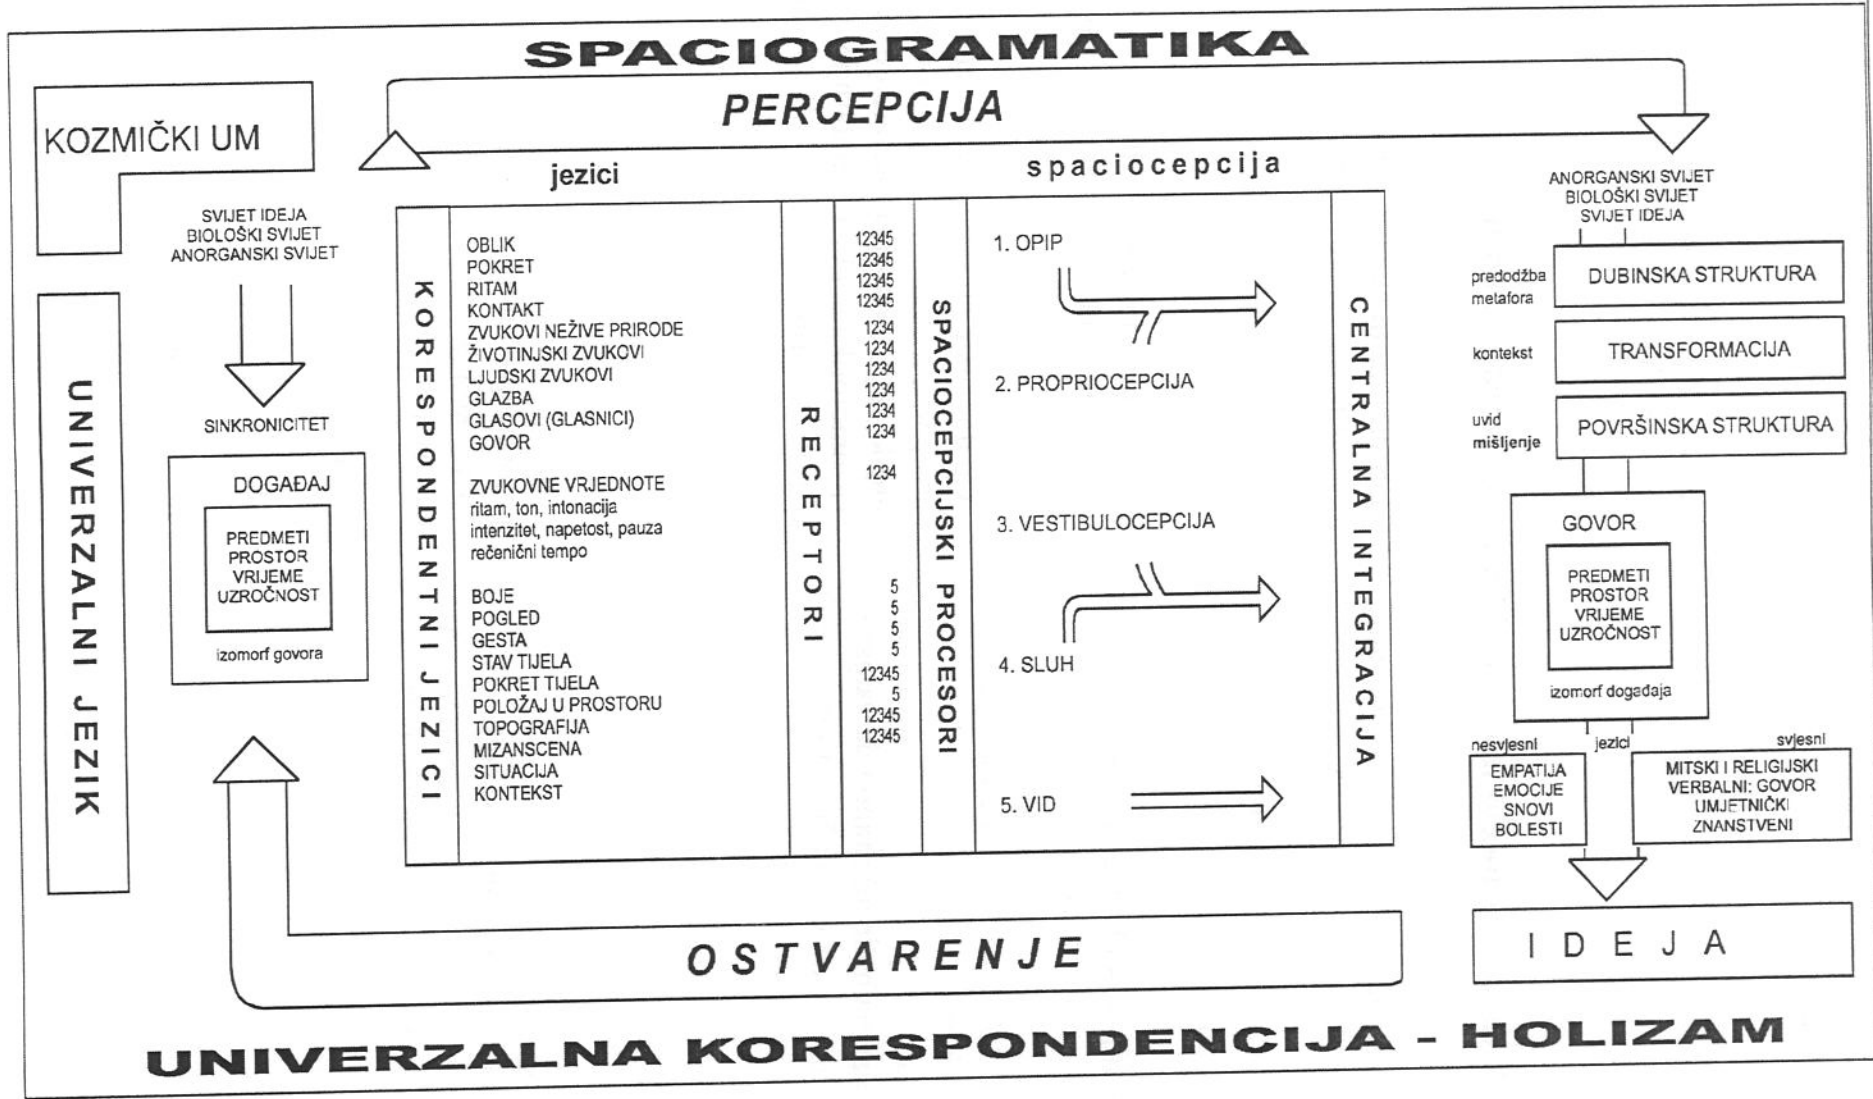 SPACIOGRAMATIKA
PERCEPCIJA
KOZMIČKI UM
jezici
spaciocepcija
SVIJET IDEJA
BIOLOŠKI SVIJET
ANORGANSKI SVIJET
SINKRONICITET
DOGAĐAJ
PREDMETI
PROSTOR
VRIJEME
UZROČNOST
izomorf govora
UNIVERZALNI JEZIK
KORESPONDENTNI JEZICI
OBLIK
POKRET
RITAM
KONTAKT
ZVUKOVI NEŽIVE PRIRODE
ŽIVOTINJSKI ZVUKOVI
LJUDSKI ZVUKOVI
GLAZBA
GLASOVI (GLASNICI)
GOVOR
ZVUKOVNE VRJEDNOTE
ritam, ton, intonacija
intenzitet, napetost, pauza
rečenični tempo
BOJE
POGLED
GESTA
STAV TIJELA
POKRET TIJELA
POLOŽAJ U PROSTORU
TOPOGRAFIJA
MIZANSCENA
SITUACIJA
KONTEKST
RECEPTORI
12345
12345
12345
12345
1234
1234
1234
1234
1234
1234
1234
5
5
5
5
12345
5
12345
12345
SPACIOCEPCIJSKI PROCESORI
1. OPIP
2. PROPRIOCEPCIJA
3. VESTIBULOCEPCIJA
4. SLUH
5. VID
CENTRALNA INTEGRACIJA
ANORGANSKI SVIJET
BIOLOŠKI SVIJET
SVIJET IDEJA
predodžba
metafora
DUBINSKA STRUKTURA
kontekst
TRANSFORMACIJA
uvid
mišljenje
POVRŠINSKA STRUKTURA
GOVOR
PREDMETI
PROSTOR
VRIJEME
UZROČNOST
izomorf događaja
nesvjesni
jezici
svjesni
EMPATIJA
EMOCIJE
SNOVI
BOLESTI
MITSKI I RELIGIJSKI
VERBALNI: GOVOR
UMJETNIČKI
ZNANSTVENI
IDEJA
OSTVARENJE
UNIVERZALNA KORESPONDENCIJA - HOLIZAM